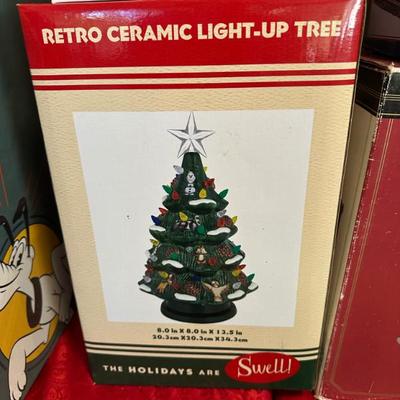 RETRO CERAMIC LIGHT-UP TREE
8.0 in X 8.0 in X 13.5 in
20.3cm X20.3cm X34.3cm
THE HOLIDAYS ARE Swell!